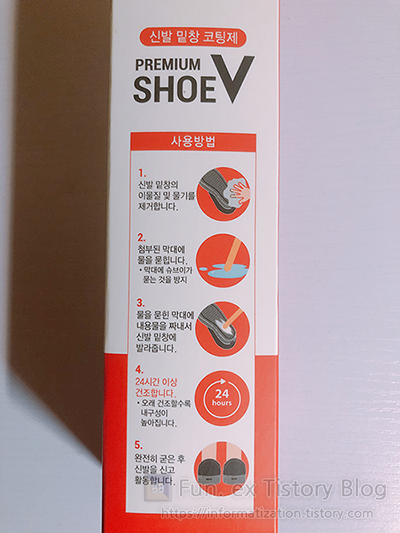 신발 밑창 코팅제
PREMIUM
SHOE V
사용방법
1.
신발 밑창의
이물질 및 물기를
제거합니다.
2.
첨부된 막대에
물을 묻힙니다.
• 막대에 슈브이가
묻는 것을 방지
3.
물을 묻힌 막대에
내용물을 짜내서
신발 밑창에
발라줍니다.
4.
24시간 이상
건조합니다.
• 오래 건조할수록
내구성이
높아집니다.
24
hours
5.
완전히 굳은 후
신발을 신고
활동합니다.
Fun. ex Tistory Blog
https://informatization.tistory.com